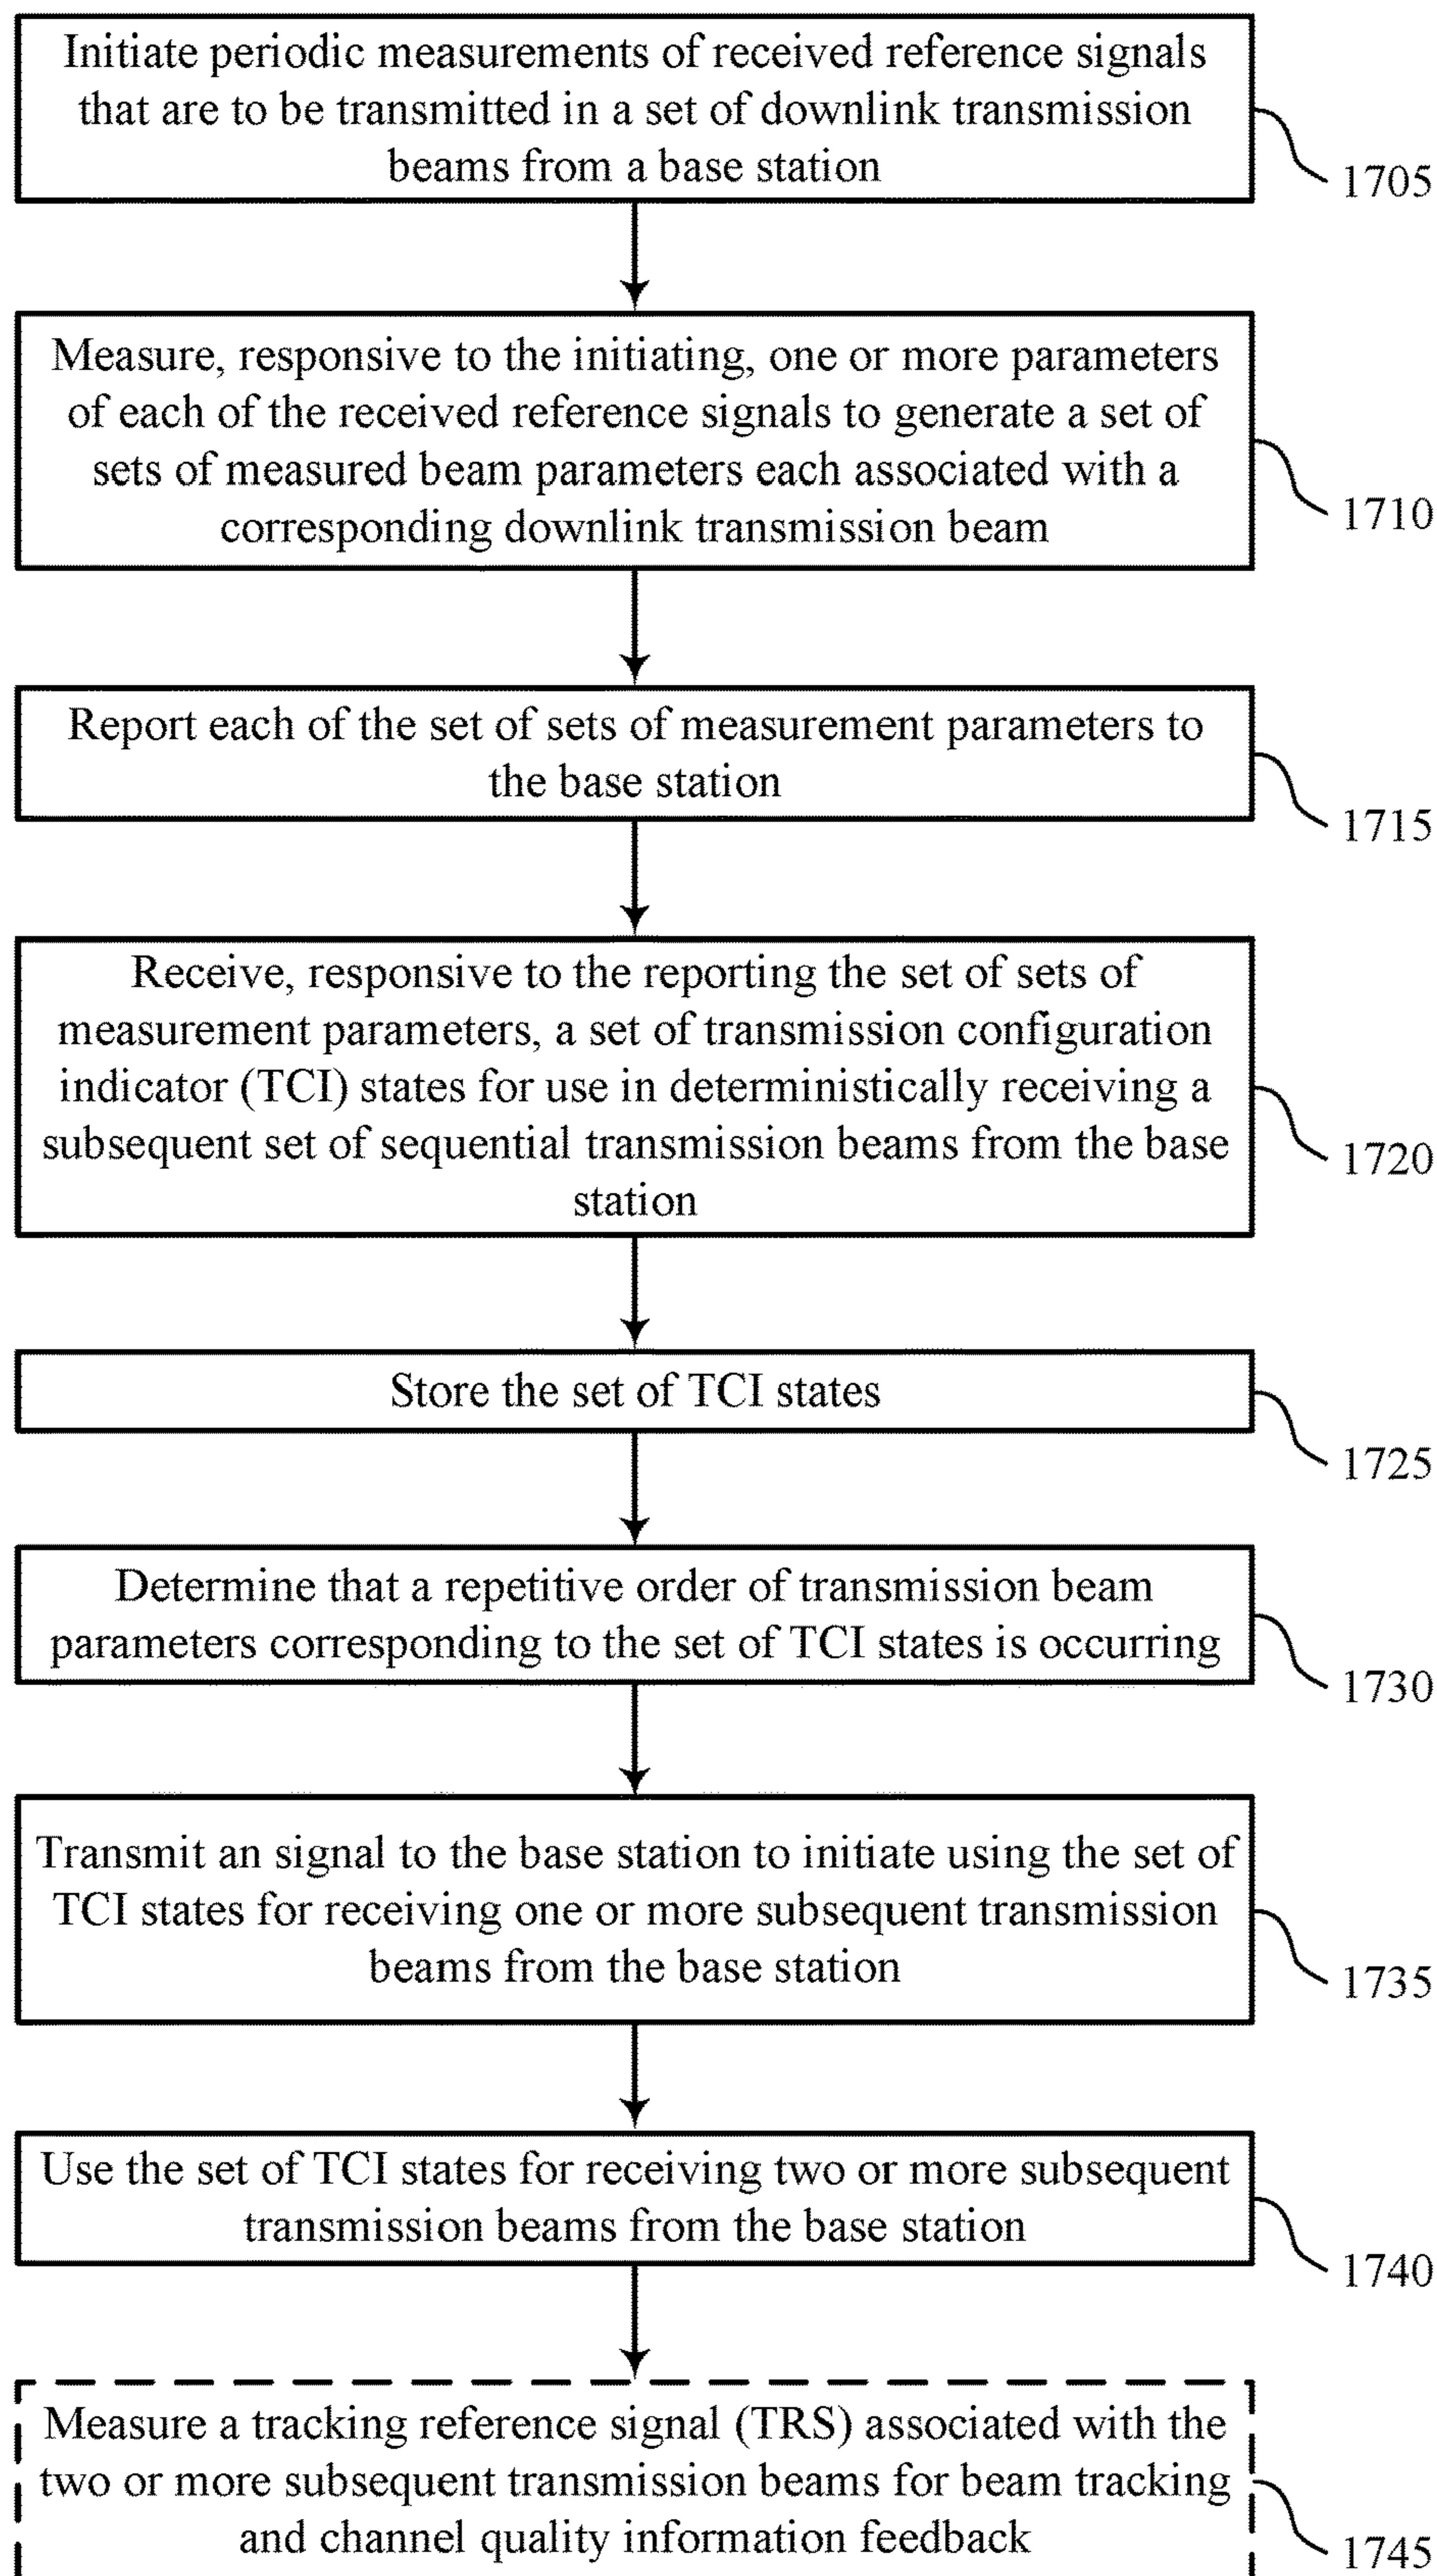 Initiate periodic measurements of received reference signals
that are to be transmitted in a set of downlink transmission
beams from a base station
1705
Measure, responsive to the initiating, one or more parameters
of each of the received reference signals to generate a set of
sets of measured beam parameters each associated with a
corresponding downlink transmission beam
1710
Report each of the set of sets of measurement parameters to
the base station
1715
Receive, responsive to the reporting the set of sets of
measurement parameters, a set of transmission configuration
indicator (TCI) states for use in deterministically receiving a
subsequent set of sequential transmission beams from the base
station
1720
Store the set of TCI states
1725
Determine that a repetitive order of transmission beam
parameters corresponding to the set of TCI states is occurring
1730
Transmit an signal to the base station to initiate using the set of
TCI states for receiving one or more subsequent transmission
beams from the base station
1735
Use the set of TCI states for receiving two or more subsequent
transmission beams from the base station
1740
Measure a tracking reference signal (TRS) associated with the
two or more subsequent transmission beams for beam tracking
and channel quality information feedback
1745